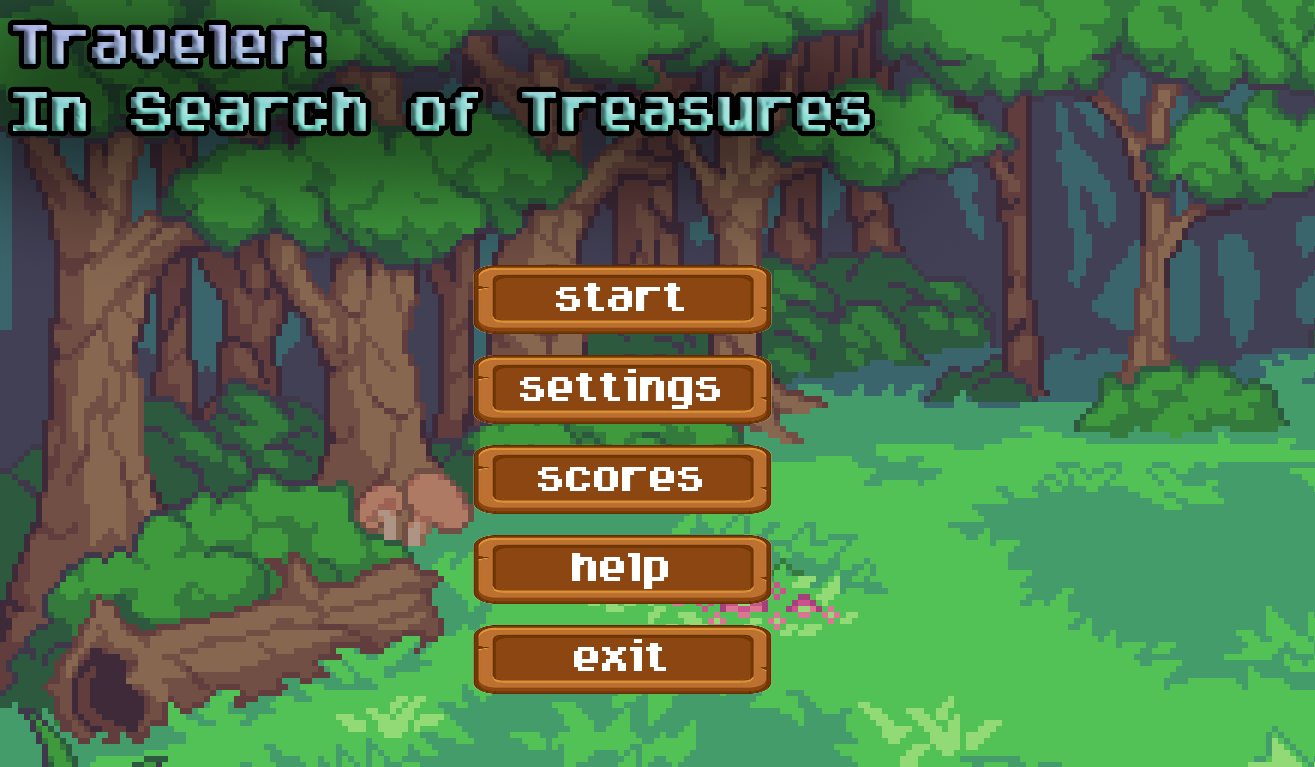 Traveler:
In Search of Treasures
start
settings
scores
help
exit